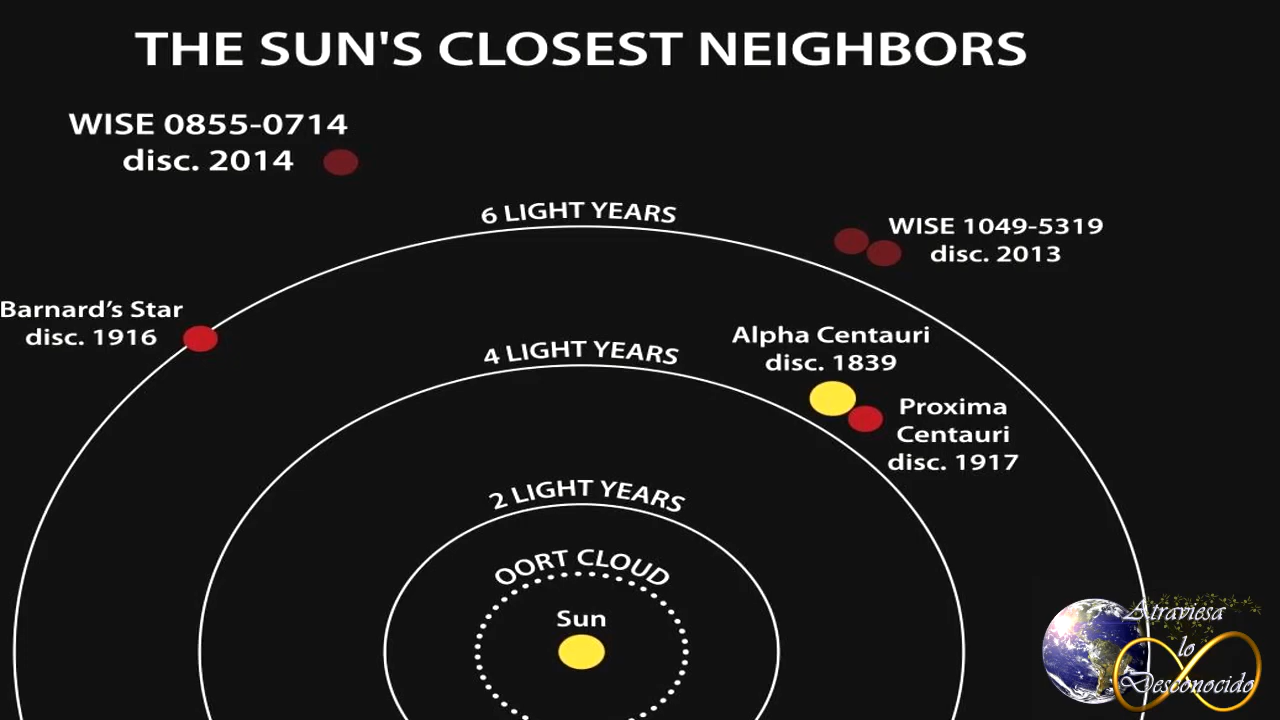 THE SUN'S CLOSEST NEIGHBORS
WISE 0855-0714
disc. 2014
6 LIGHT YEARS
WISE 1049-5319
disc. 2013
Barnard’s Star
disc. 1916
Alpha Centauri
disc. 1839
4 LIGHT YEARS
Proxima
Centauri
disc. 1917
2 LIGHT YEARS
OORT CLOUD
Sun
Atraviesa
lo
Desconocido